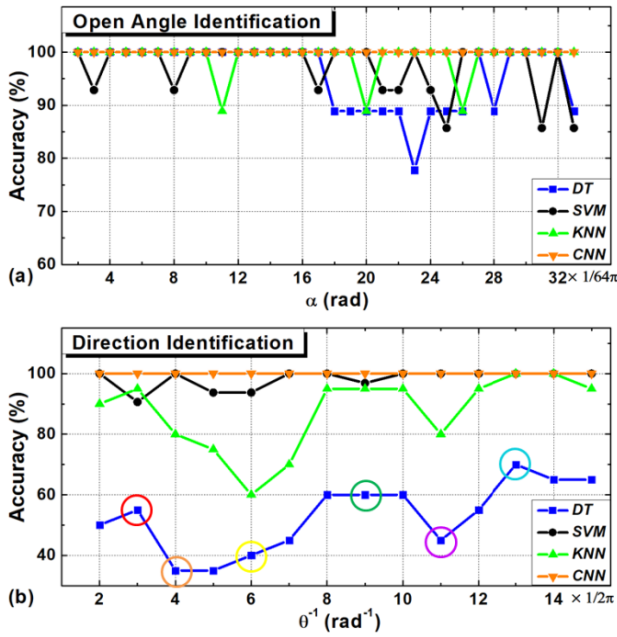 Open Angle Identification
Accuracy (%)
100
90
80
70
60
DT
SVM
KNN
CNN
4 8 12 16 20 24 28 32 × 1/64π
(a)
α (rad)
Direction Identification
Accuracy (%)
100
80
60
40
DT
SVM
KNN
CNN
2 4 6 8 10 12 14 × 1/2π
(b)
θ⁻¹ (rad⁻¹)